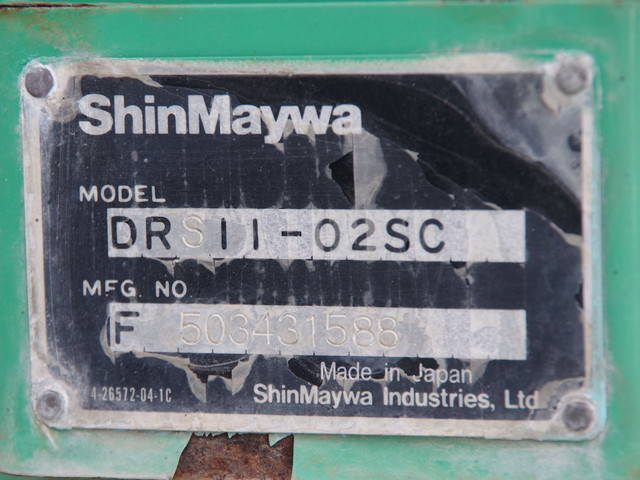 ShinMaywa
MODEL
DRS11-02SC
MFG. NO
F 503431588
Made in Japan
4-26572-04-1C
ShinMaywa Industries, Ltd